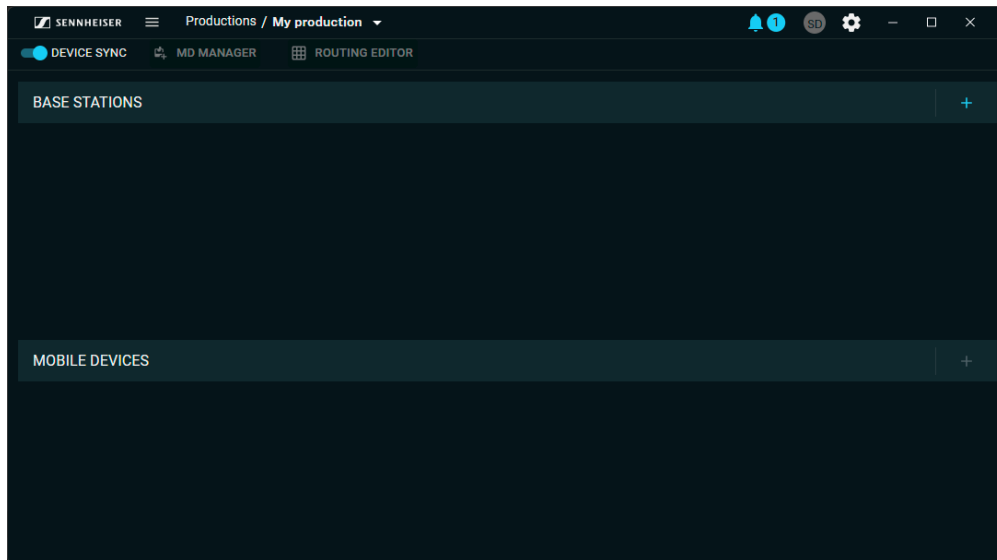 SENNHEISER Productions / My production 1 SD
DEVICE SYNC MD MANAGER ROUTING EDITOR
BASE STATIONS
MOBILE DEVICES